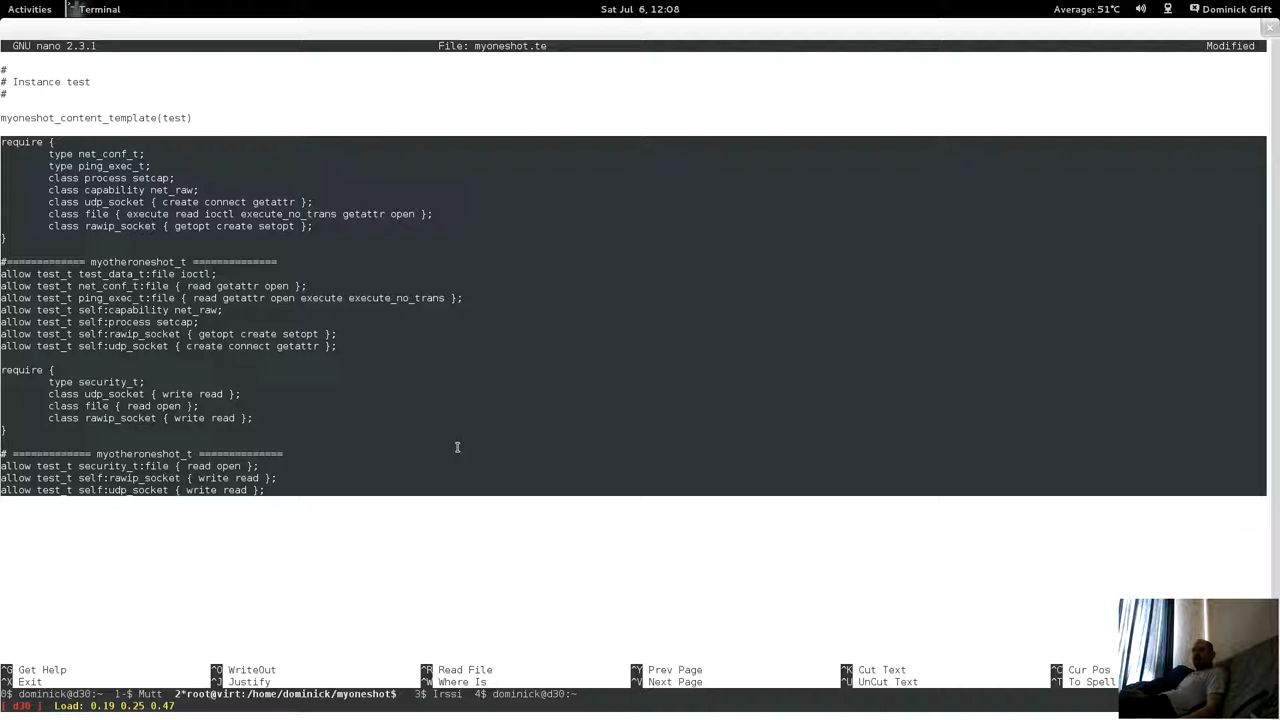 Activities Terminal Sat Jul 6, 12:08 Average: 51°C Dominick Grift
GNU nano 2.3.1 File: myoneshot.te Modified
#
# Instance test
#
myoneshot_content_template(test)
require {
type net_conf_t;
type ping_exec_t;
class process setcap;
class capability net_raw;
class udp_socket { create connect getattr };
class file { execute read ioctl execute_no_trans getattr open };
class rawip_socket { getopt create setopt };
}
#============= myotheroneshot_t ==============
allow test_t test_data_t:file ioctl;
allow test_t net_conf_t:file { read getattr open };
allow test_t ping_exec_t:file { read getattr open execute execute_no_trans };
allow test_t self:capability net_raw;
allow test_t self:process setcap;
allow test_t self:rawip_socket { getopt create setopt };
allow test_t self:udp_socket { create connect getattr };
require {
type security_t;
class udp_socket { write read };
class file { read open };
class rawip_socket { write read };
}
# ============= myotheroneshot_t ==============
allow test_t security_t:file { read open };
allow test_t self:rawip_socket { write read };
allow test_t self:udp_socket { write read };
^G Get Help ^O WriteOut ^R Read File ^Y Prev Page ^K Cut Text ^C Cur Pos
^X Exit ^J Justify ^W Where Is ^V Next Page ^U UnCut Text ^T To Spell
0$ dominick@d30:~ 1-$ Mutt 2*root@virt:/home/dominick/myoneshot$ 3$ Irssi 4$ dominick@d30:~
[ d30 ] Load: 0.19 0.25 0.47